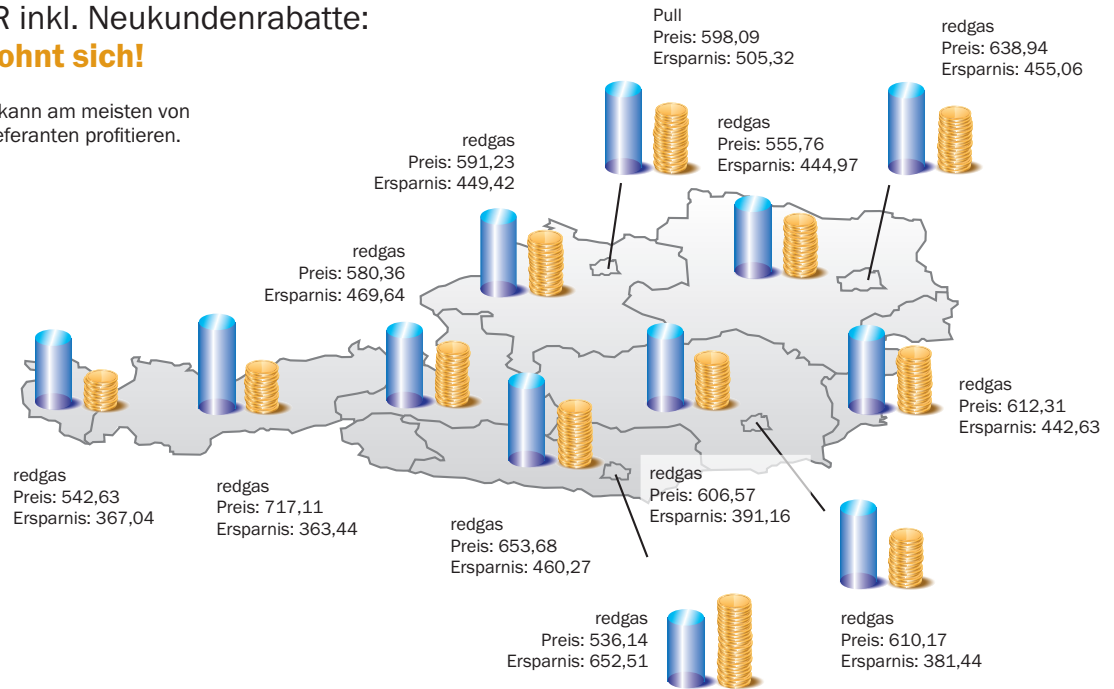 R inkl. Neukundenrabatte:
ohnt sich!
kann am meisten von
eferanten profitieren.
Pull
Preis: 598,09
Ersparnis: 505,32
redgas
Preis: 638,94
Ersparnis: 455,06
redgas
Preis: 591,23
Ersparnis: 449,42
redgas
Preis: 555,76
Ersparnis: 444,97
redgas
Preis: 580,36
Ersparnis: 469,64
redgas
Preis: 612,31
Ersparnis: 442,63
redgas
Preis: 542,63
Ersparnis: 367,04
redgas
Preis: 717,11
Ersparnis: 363,44
redgas
Preis: 653,68
Ersparnis: 460,27
redgas
Preis: 606,57
Ersparnis: 391,16
redgas
Preis: 536,14
Ersparnis: 652,51
redgas
Preis: 610,17
Ersparnis: 381,44